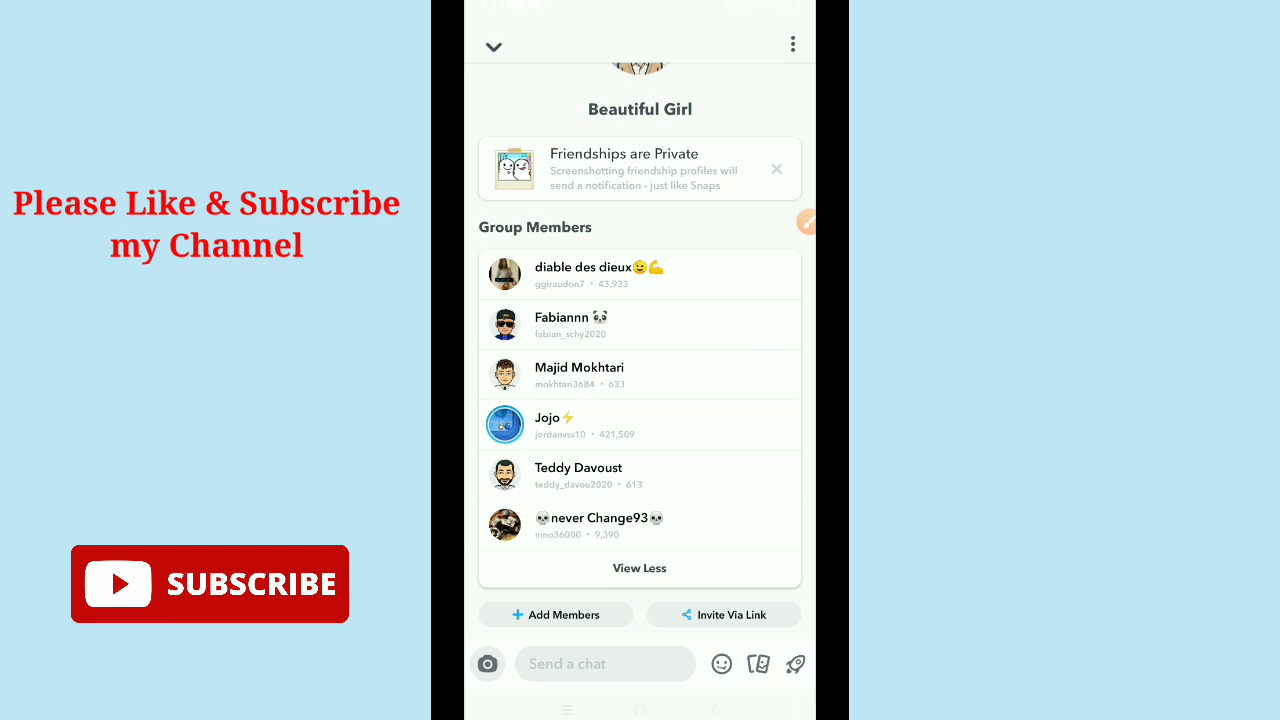 Please Like & Subscribe
my Channel
SUBSCRIBE
Beautiful Girl
Friendships are Private
Screenshotting friendship profiles will
send a notification - just like Snaps
Group Members
diable des dieux😉💪
ggiraudon7 • 43,933
Fabiannn 🐼
fabian_schy2020
Majid Mokhtari
mokhtari3684 • 633
Jojo⚡
jordanvss10 • 421,509
Teddy Davoust
teddy_davou2020 • 613
💀never Change93💀
nino36000 • 9,390
View Less
Add Members
Invite Via Link
Send a chat